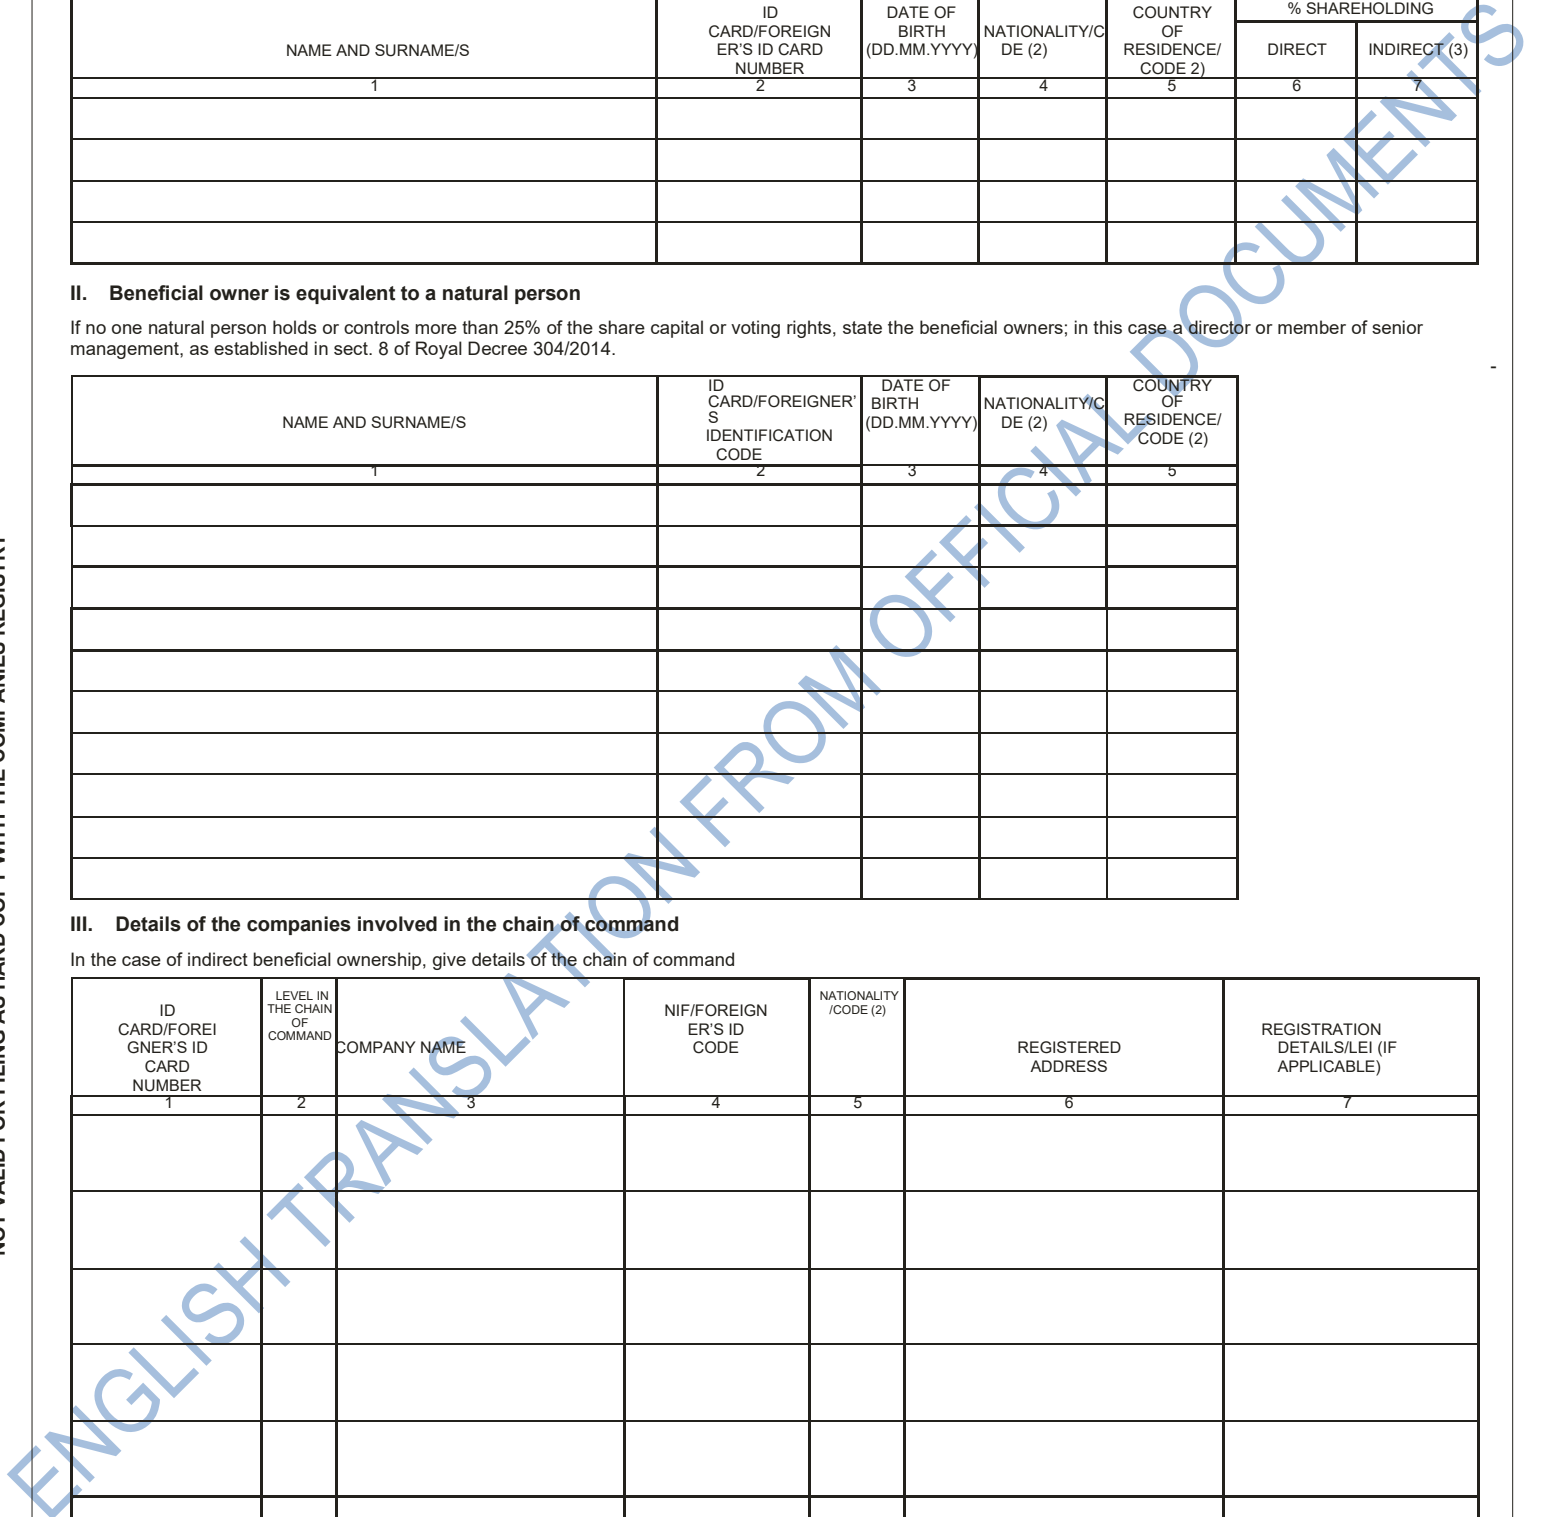 % SHAREHOLDING
NAME AND SURNAME/S
ID
CARD/FOREIGN
ER'S ID CARD
NUMBER
DATE OF
BIRTH
(DD.MM.YYYY)
NATIONALITY/C
DE (2)
COUNTRY
OF
RESIDENCE/
CODE 2)
DIRECT
INDIRECT (3)
1 2 3 4 5 6 7
II. Beneficial owner is equivalent to a natural person
If no one natural person holds or controls more than 25% of the share capital or voting rights, state the beneficial owners; in this case a director or member of senior
management, as established in sect. 8 of Royal Decree 304/2014.
-
NAME AND SURNAME/S
ID
CARD/FOREIGNER'
S
IDENTIFICATION
CODE
DATE OF
BIRTH
(DD.MM.YYYY)
NATIONALITY/C
DE (2)
COUNTRY
OF
RESIDENCE/
CODE (2)
1 2 3 4 5
III. Details of the companies involved in the chain of command
In the case of indirect beneficial ownership, give details of the chain of command
ID
CARD/FOREI
GNER'S ID
CARD
NUMBER
LEVEL IN
THE CHAIN
OF
COMMAND
COMPANY NAME
NIF/FOREIGN
ER'S ID
CODE
NATIONALITY
/CODE (2)
REGISTERED
ADDRESS
REGISTRATION
DETAILS/LEI (IF
APPLICABLE)
1 2 3 4 5 6 7
ENGLISH TRANSLATION FROM OFFICIAL DOCUMENTS